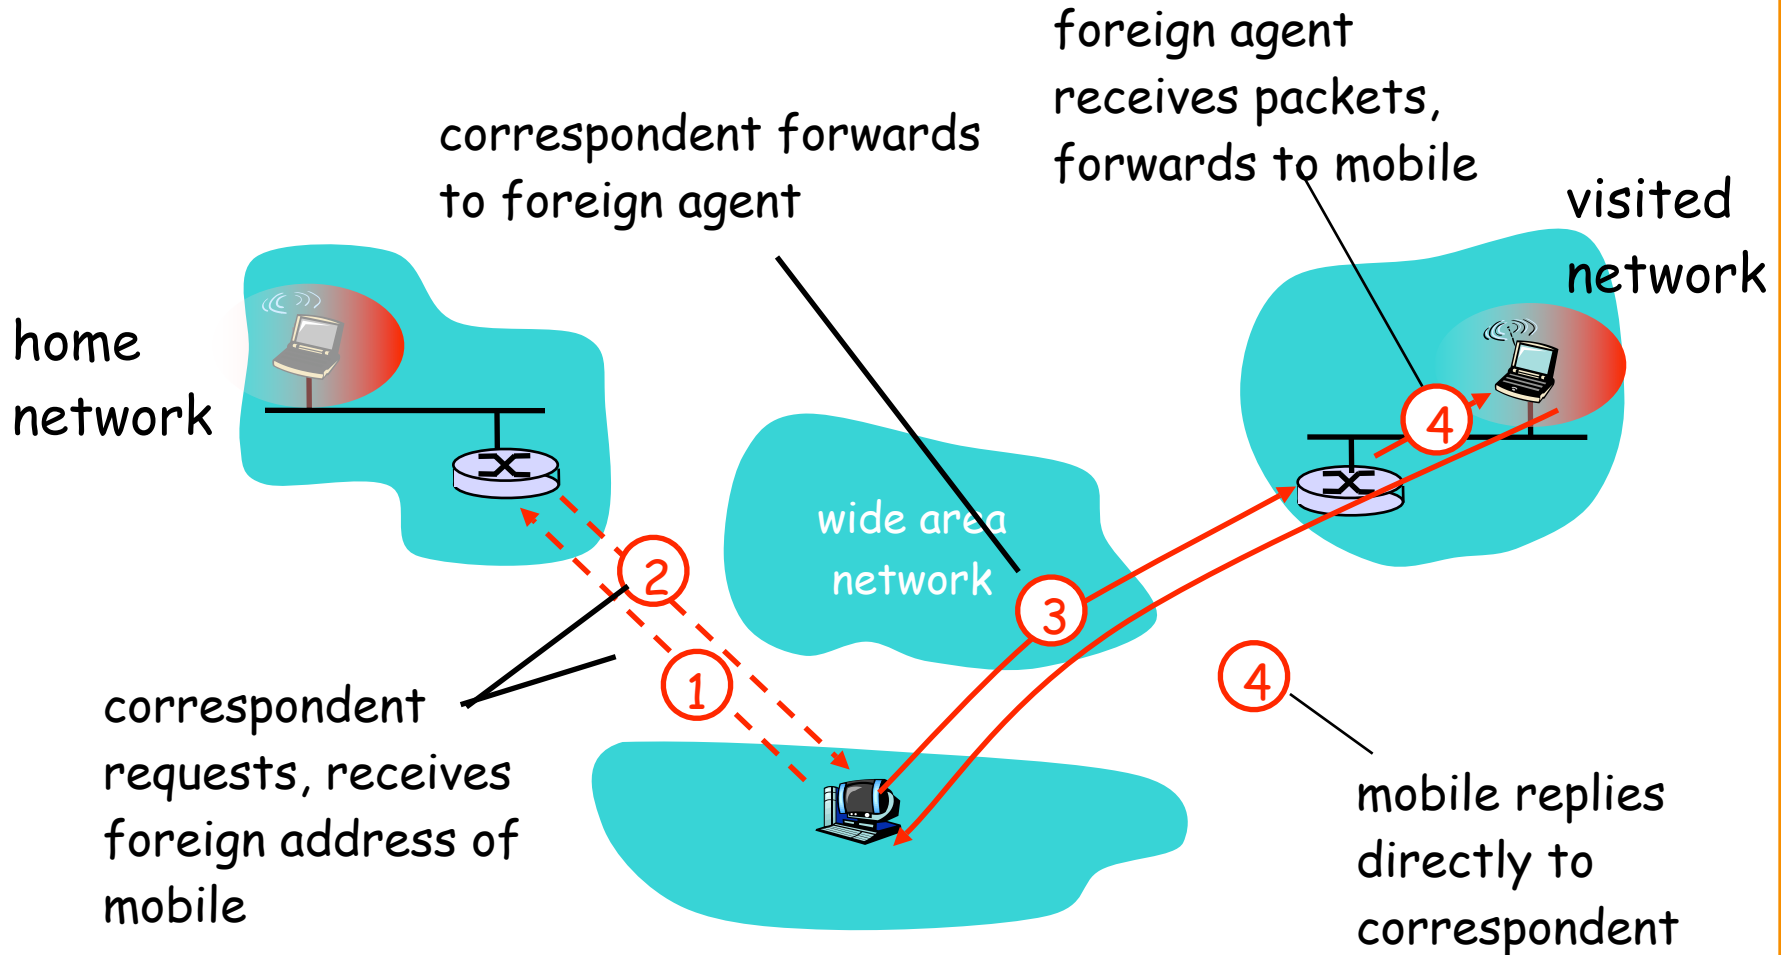 foreign agent
receives packets,
forwards to mobile
correspondent forwards
to foreign agent
visited
network
home
network
wide area
network
4
2
3
1
4
correspondent
requests, receives
foreign address of
mobile
mobile replies
directly to
correspondent